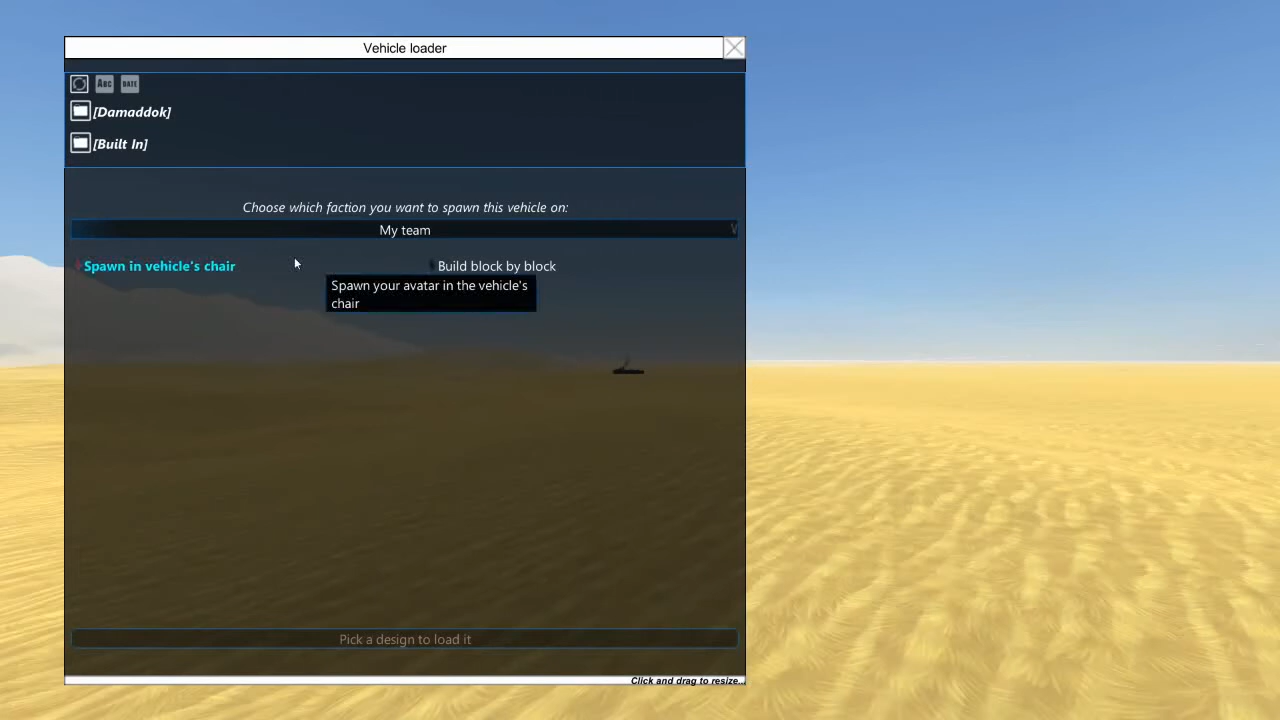 Vehicle loader
ABC DATE
[Damaddok]
[Built In]
Choose which faction you want to spawn this vehicle on:
My team V
Spawn in vehicle's chair
Build block by block
Spawn your avatar in the vehicle's
chair
Pick a design to load it
Click and drag to resize...